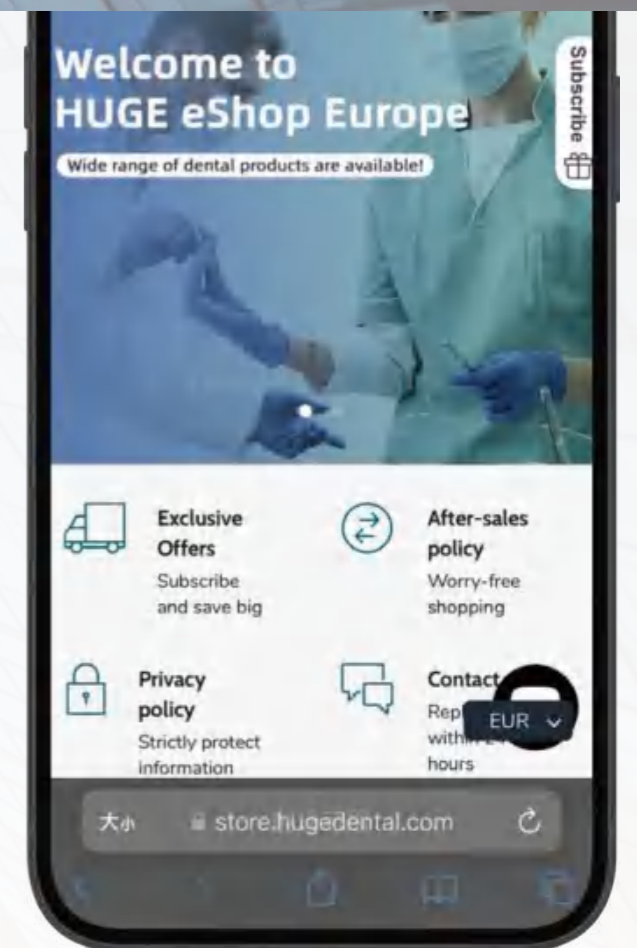 Welcome to
HUGE eShop Europe
Wide range of dental products are available!
Subscribe
Exclusive
Offers
Subscribe
and save big
After-sales
policy
Worry-free
shopping
Privacy
policy
Strictly protect
information
Contact
EUR
hours
大小
store.hugedental.com